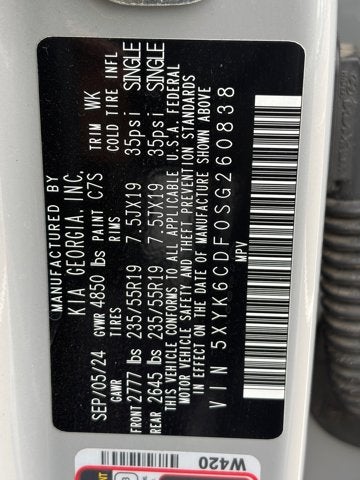 MANUFACTURED BY
KIA GEORGIA, INC.
SEP/05/24 GVWR 4850 lbs PAINT C7S TRIM WK
GAWR TIRES RIMS COLD TIRE INFL
FRONT 2777 lbs 235/55R19 7.5JX19 35psi SINGLE
REAR 2645 lbs 235/55R19 7.5JX19 35psi SINGLE
THIS VEHICLE CONFORMS TO ALL APPLICABLE U.S.A. FEDERAL
MOTOR VEHICLE SAFETY AND THEFT PREVENTION STANDARDS
IN EFFECT ON THE DATE OF MANUFACTURE SHOWN ABOVE
VIN 5XYK6CDF0SG260838
MPV
W420